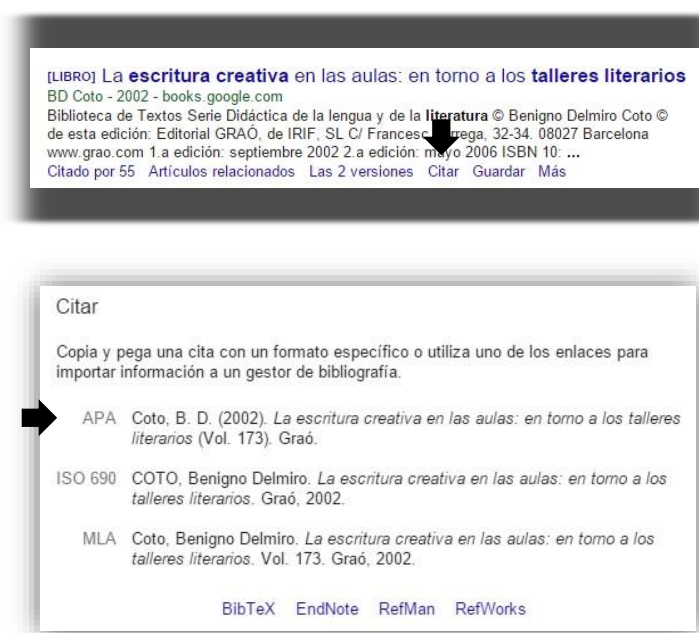 [LIBRO] La escritura creativa en las aulas: en torno a los talleres literarios
BD Coto - 2002 - books.google.com
Biblioteca de Textos Serie Didáctica de la lengua y de la literatura © Benigno Delmiro Coto ©
de esta edición: Editorial GRAÓ, de IRIF, SL C/ Francesc rrega, 32-34. 08027 Barcelona
www.grao.com 1.a edición: septiembre 2002 2.a edición: mayo 2006 ISBN 10: ...
Citado por 55 Artículos relacionados Las 2 versiones Citar Guardar Más
Citar
Copia y pega una cita con un formato específico o utiliza uno de los enlaces para
importar información a un gestor de bibliografía.
APA Coto, B. D. (2002). La escritura creativa en las aulas: en torno a los talleres
literarios (Vol. 173). Graó.
ISO 690 COTO, Benigno Delmiro. La escritura creativa en las aulas: en torno a los
talleres literarios. Graó, 2002.
MLA Coto, Benigno Delmiro. La escritura creativa en las aulas: en torno a los
talleres literarios. Vol. 173. Graó, 2002.
BibTeX EndNote RefMan RefWorks